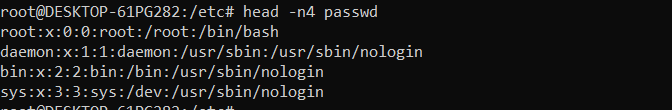 root@DESKTOP-61PG282:/etc# head -n4 passwd
root:x:0:0:root:/root:/bin/bash
daemon:x:1:1:daemon:/usr/sbin:/usr/sbin/nologin
bin:x:2:2:bin:/bin:/usr/sbin/nologin
sys:x:3:3:sys:/dev:/usr/sbin/nologin
root@DESKTOP-61PG282:/etc#